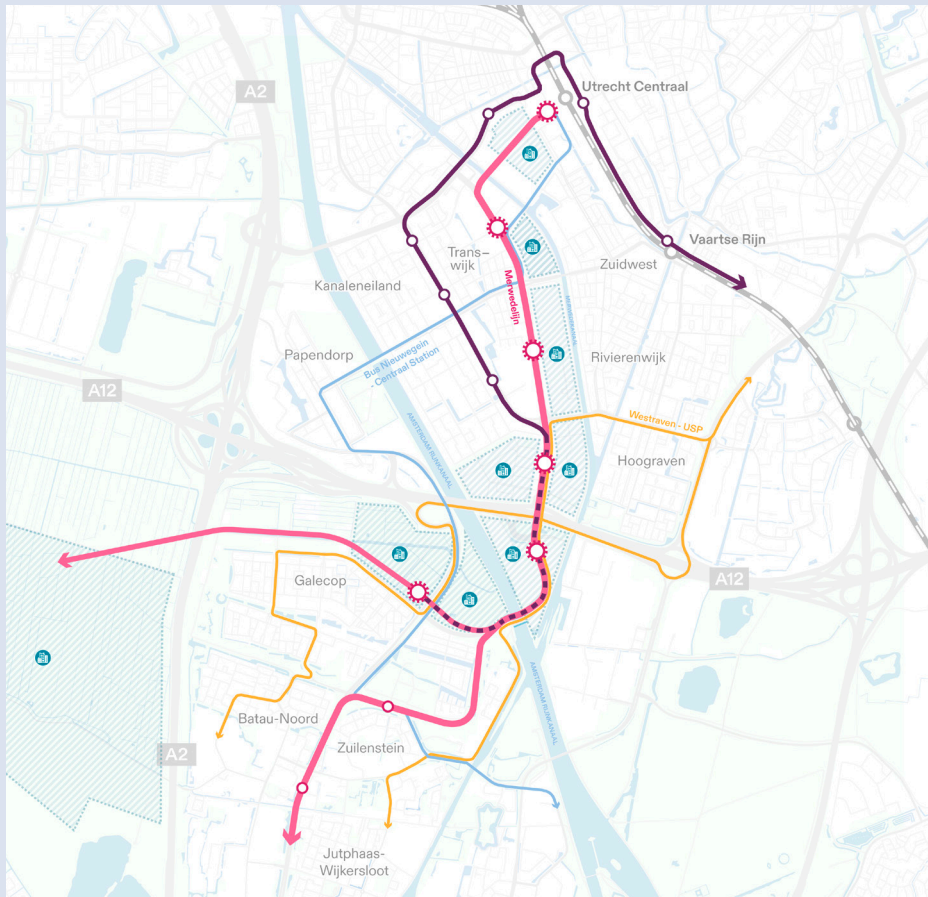 A2
Utrecht Centraal
Vaartse Rijn
Trans–
wijk
Zuidwest
Kanaleneiland
Merwedelijn
Papendorp
Bus Nieuwegein
- Centraal Station
Rivierenwijk
A12
AMSTERDAM RIJNKANAAL
Westraven - USP
Hoograven
Galecop
A12
AMSTERDAM RIJNKANAAL
Batau-Noord
Zuilenstein
A2
Jutphaas-
Wijkersloot